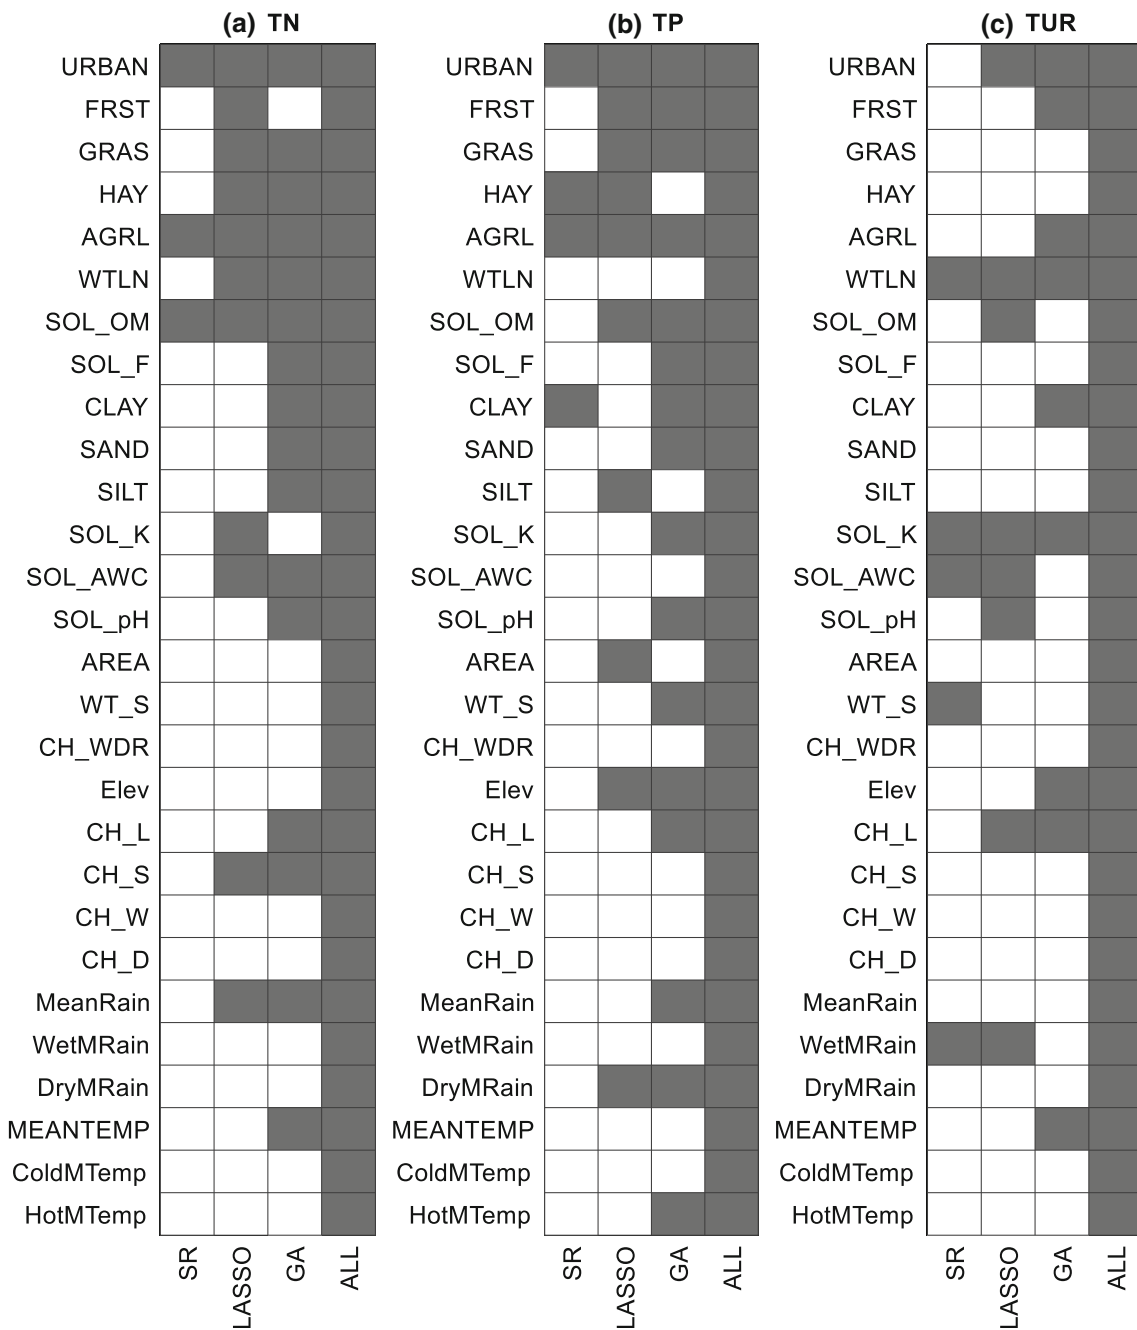 (a) TN
URBAN
FRST
GRAS
HAY
AGRL
WTLN
SOL_OM
SOL_F
CLAY
SAND
SILT
SOL_K
SOL_AWC
SOL_pH
AREA
WT_S
CH_WDR
Elev
CH_L
CH_S
CH_W
CH_D
MeanRain
WetMRain
DryMRain
MEANTEMP
ColdMTemp
HotMTemp
SR
LASSO
GA
ALL
(b) TP
URBAN
FRST
GRAS
HAY
AGRL
WTLN
SOL_OM
SOL_F
CLAY
SAND
SILT
SOL_K
SOL_AWC
SOL_pH
AREA
WT_S
CH_WDR
Elev
CH_L
CH_S
CH_W
CH_D
MeanRain
WetMRain
DryMRain
MEANTEMP
ColdMTemp
HotMTemp
SR
LASSO
GA
ALL
(c) TUR
URBAN
FRST
GRAS
HAY
AGRL
WTLN
SOL_OM
SOL_F
CLAY
SAND
SILT
SOL_K
SOL_AWC
SOL_pH
AREA
WT_S
CH_WDR
Elev
CH_L
CH_S
CH_W
CH_D
MeanRain
WetMRain
DryMRain
MEANTEMP
ColdMTemp
HotMTemp
SR
LASSO
GA
ALL